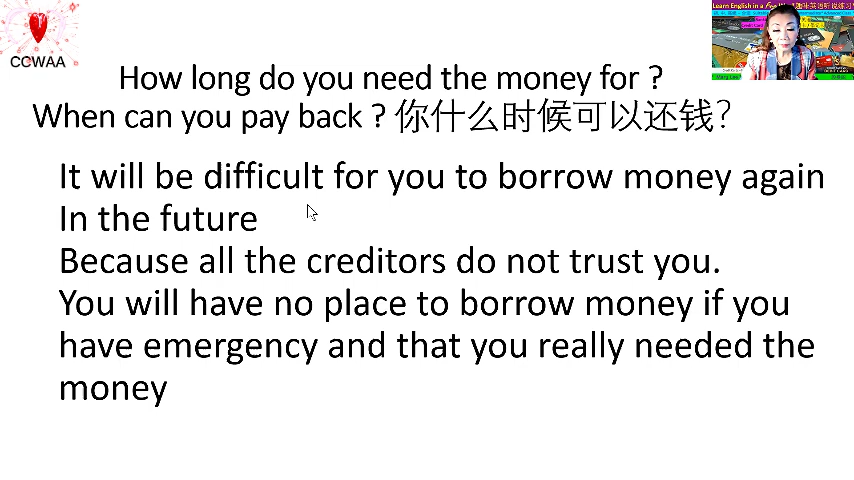 CCWAA
Learn English in a
How long do you need the money for ?
When can you pay back ? 你什么时候可以还钱?
It will be difficult for you to borrow money again
In the future
Because all the creditors do not trust you.
You will have no place to borrow money if you
have emergency and that you really needed the
money